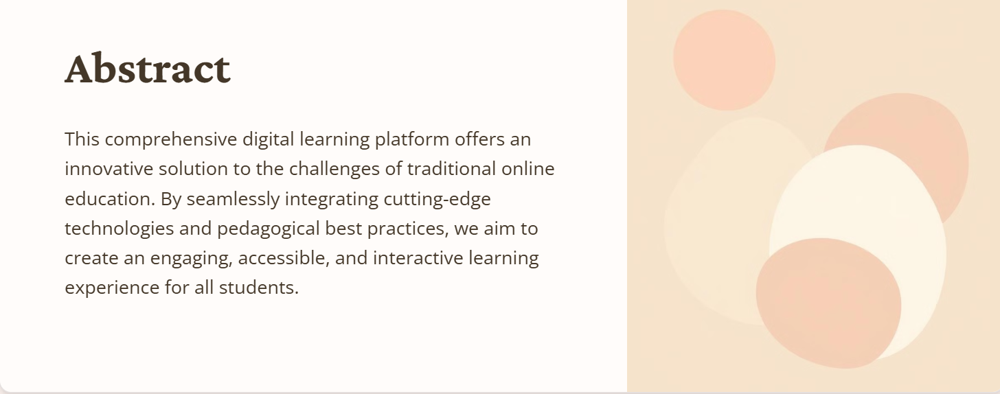 Abstract
This comprehensive digital learning platform offers an
innovative solution to the challenges of traditional online
education. By seamlessly integrating cutting-edge
technologies and pedagogical best practices, we aim to
create an engaging, accessible, and interactive learning
experience for all students.